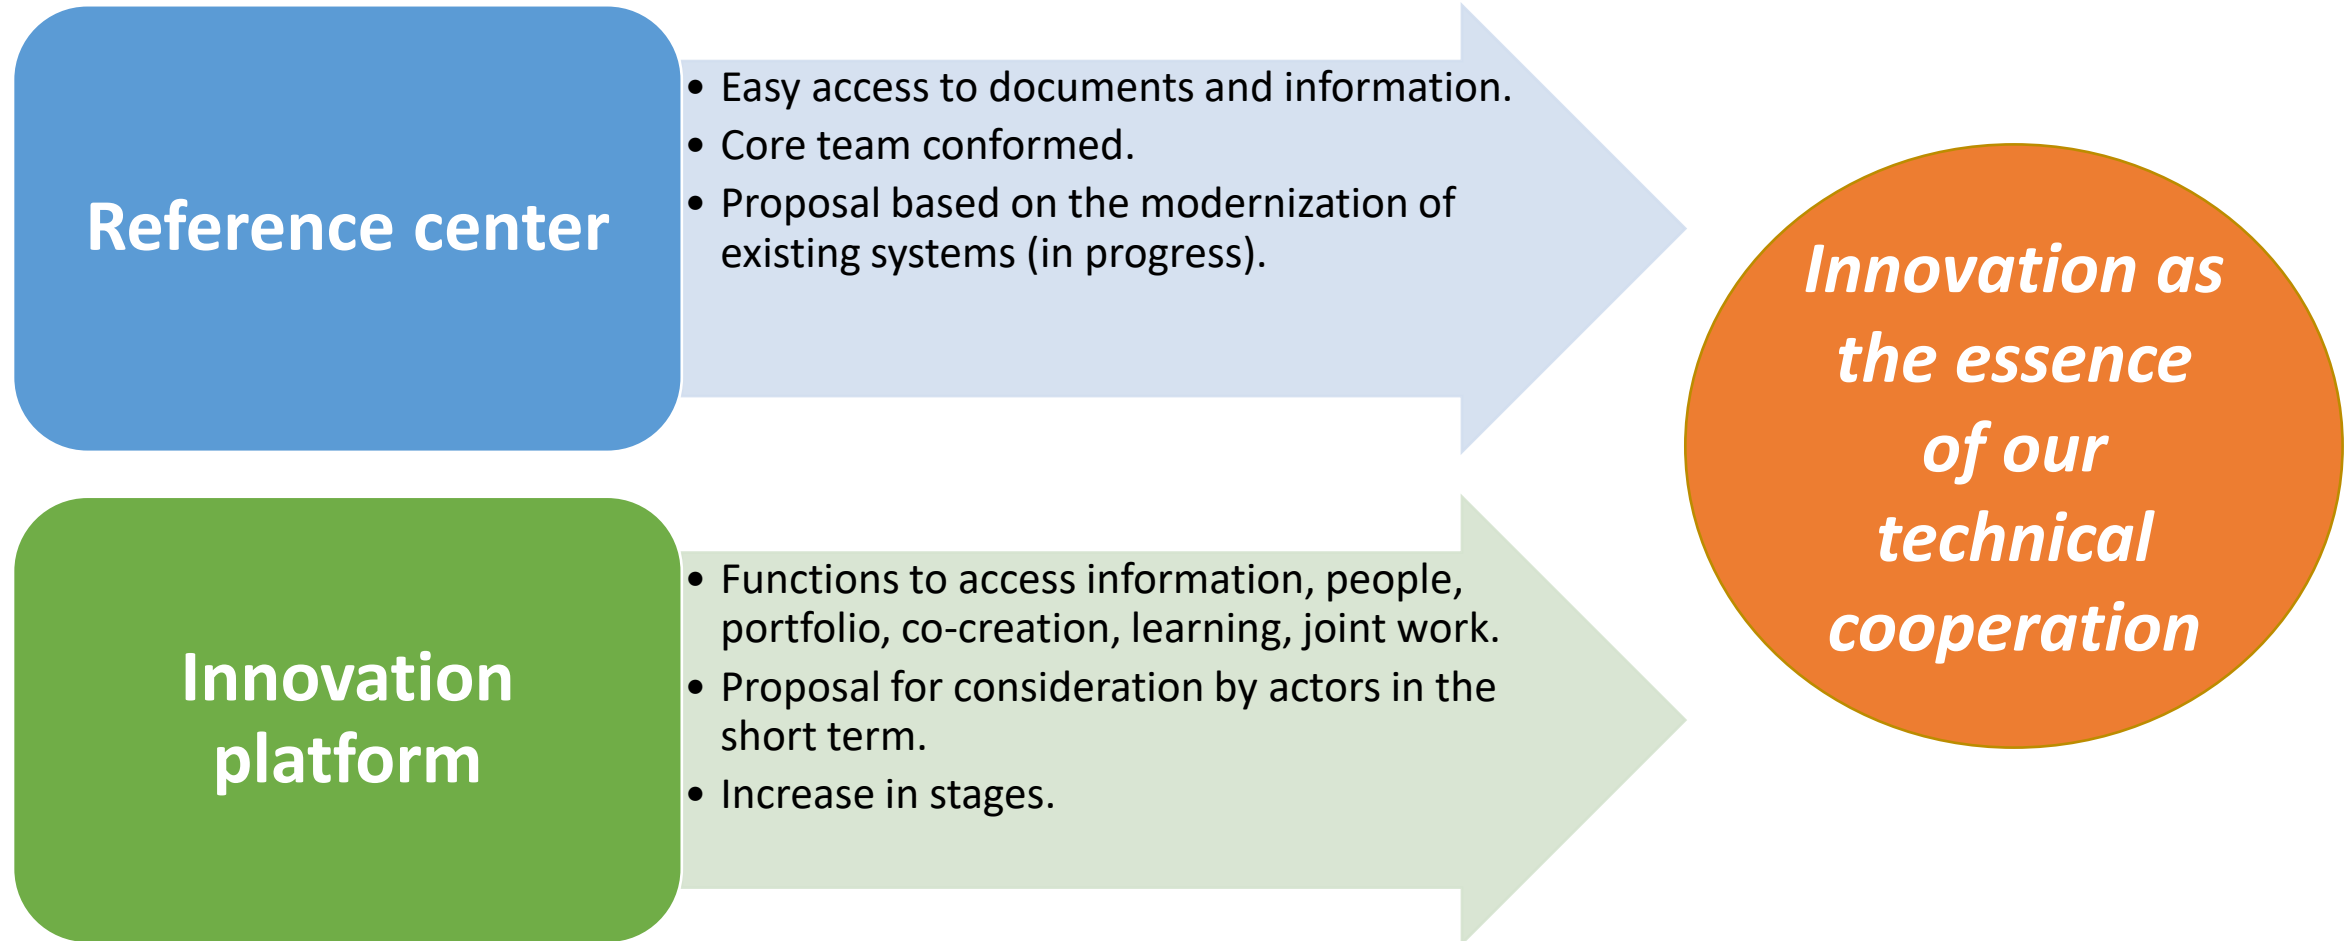 Reference center
• Easy access to documents and information.
• Core team conformed.
• Proposal based on the modernization of
existing systems (in progress).
Innovation
platform
• Functions to access information, people,
portfolio, co-creation, learning, joint work.
• Proposal for consideration by actors in the
short term.
• Increase in stages.
Innovation as
the essence
of our
technical
cooperation